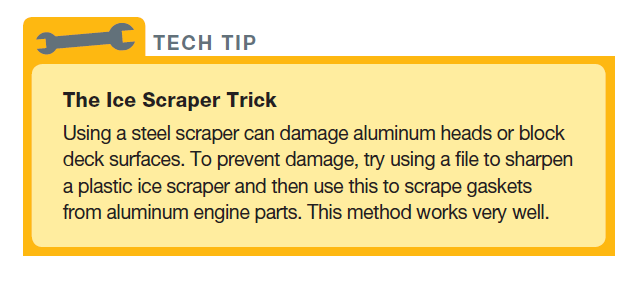 TECH TIP
The Ice Scraper Trick
Using a steel scraper can damage aluminum heads or block
deck surfaces. To prevent damage, try using a file to sharpen
a plastic ice scraper and then use this to scrape gaskets
from aluminum engine parts. This method works very well.